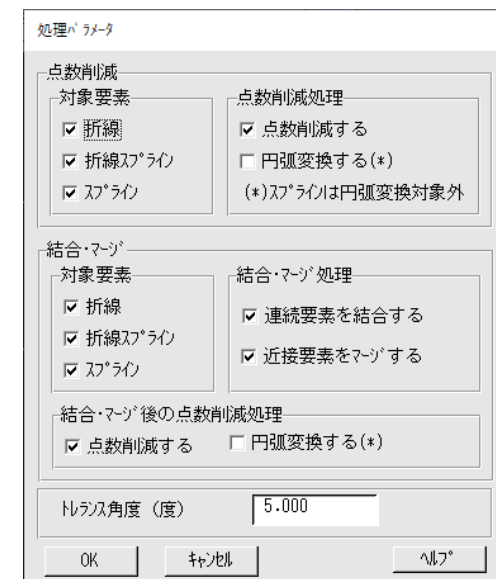 処理ﾊﾟﾗﾒｰﾀ
点数削減
対象要素
折線
折線ｽﾌﾟﾗｲﾝ
ｽﾌﾟﾗｲﾝ
点数削減処理
点数削減する
円弧変換する(*)
(*)ｽﾌﾟﾗｲﾝは円弧変換対象外
結合･ﾏｰｼﾞ
対象要素
折線
折線ｽﾌﾟﾗｲﾝ
ｽﾌﾟﾗｲﾝ
結合･ﾏｰｼﾞ処理
連続要素を結合する
近接要素をﾏｰｼﾞする
結合･ﾏｰｼﾞ後の点数削減処理
点数削減する 円弧変換する(*)
ﾄﾚﾗﾝｽ角度 (度) 5.000
OK ｷｬﾝｾﾙ ﾍﾙﾌﾟ